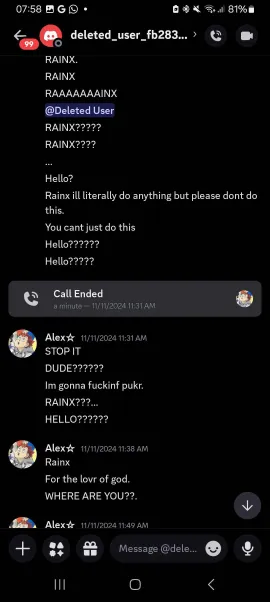 07:58
81%
99
deleted_user_fb283...
RAINX.
RAINX
RAAAAAAAINX
@Deleted User
RAINX?????
RAINX????
...
Hello?
Rainx ill literally do anything but please dont do
this.
You cant just do this
Hello??????
Hello?????
Call Ended
a minute — 11/11/2024 11:31 AM
Alex☆ 11/11/2024 11:31 AM
STOP IT
DUDE??????
Im gonna fuckinf pukr.
RAINX???...
HELLO??????
Alex☆ 11/11/2024 11:38 AM
Rainx
For the lovr of god.
WHERE ARE YOU??.
Alex☆ 11/11/2024 11:49 AM
Message @dele...